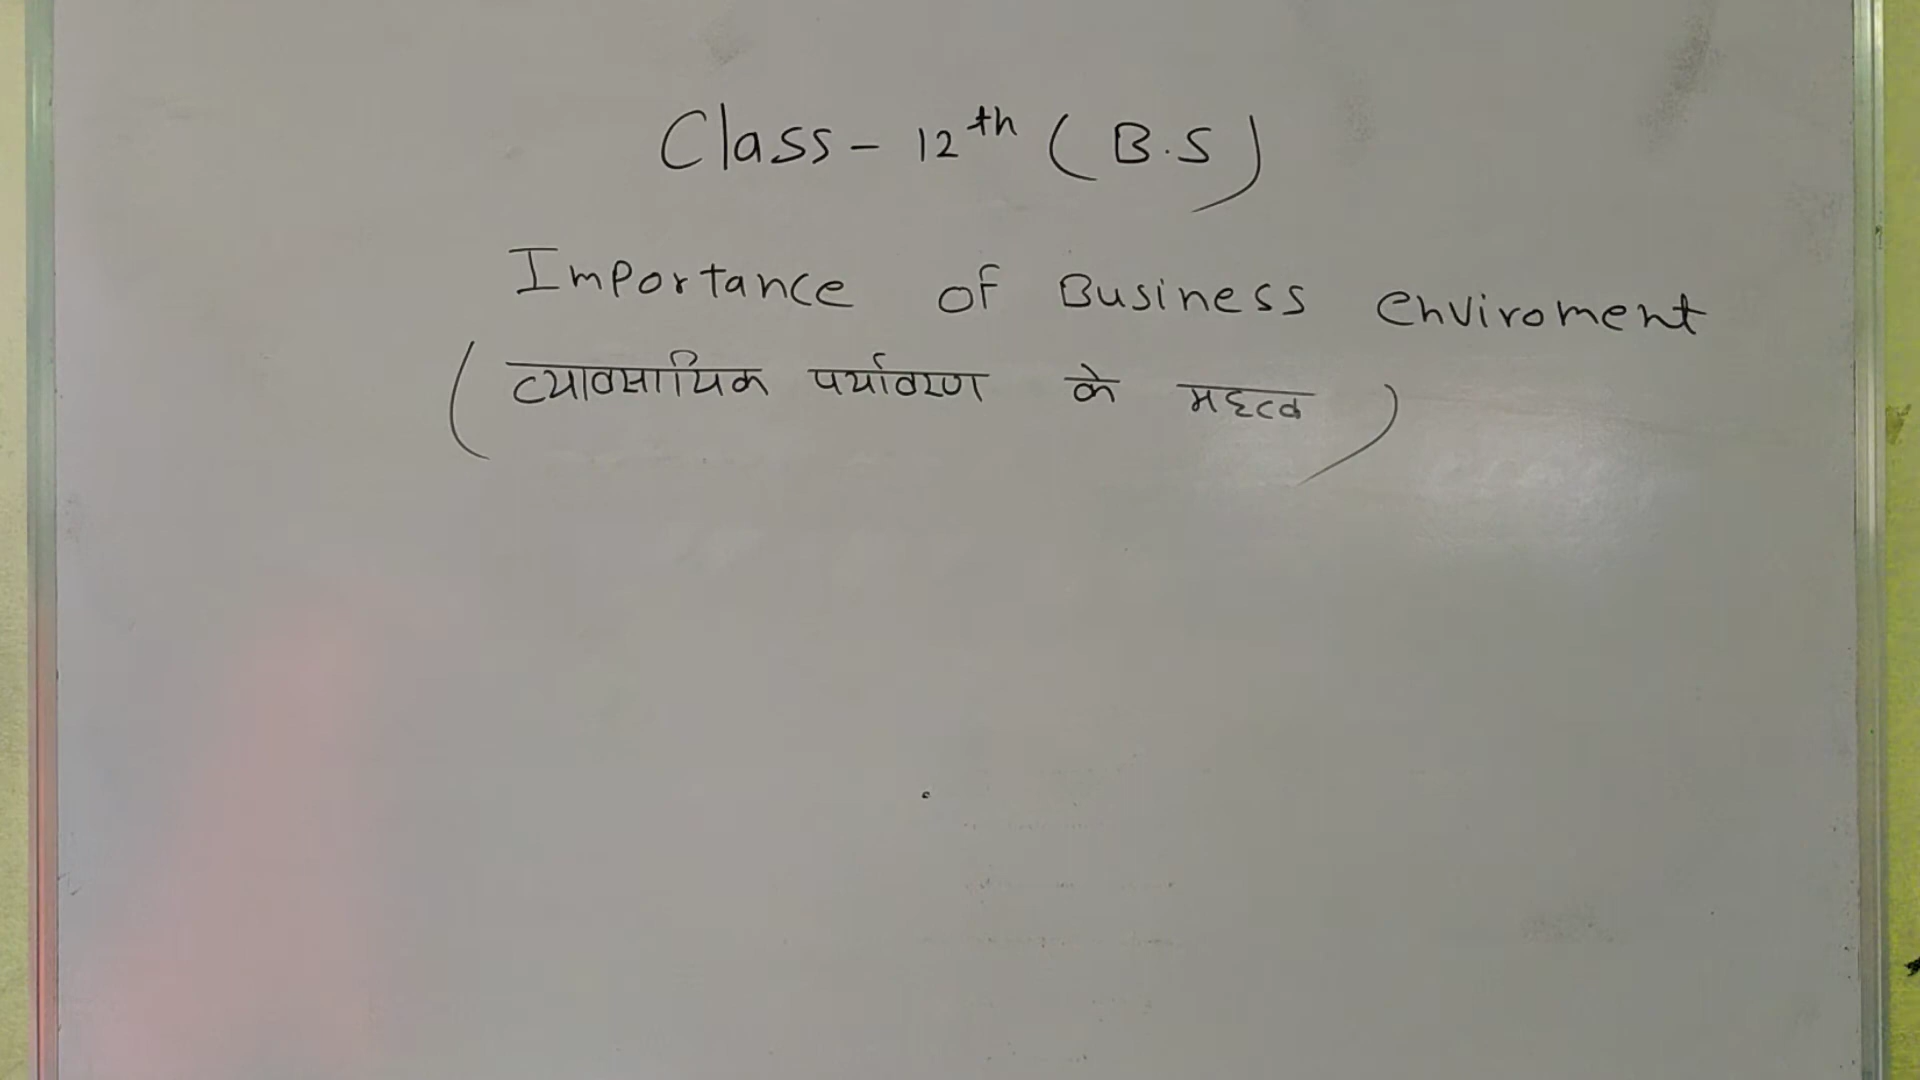 Class - 12th ( B.S )
Importance of Business enviroment
( व्यावसायिक पर्यावरण के महत्व )